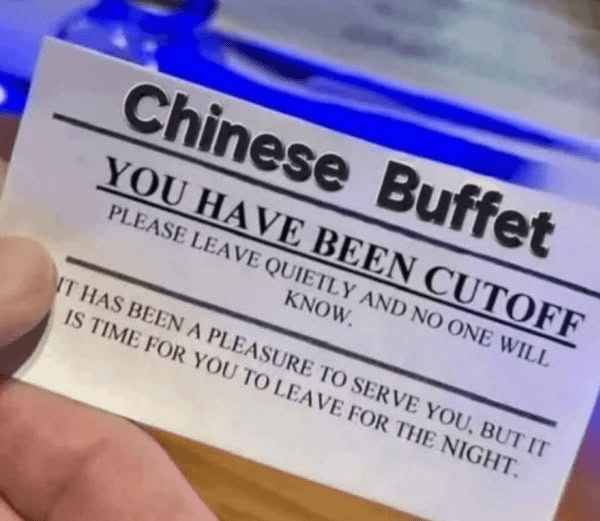 Chinese Buffet
YOU HAVE BEEN CUTOFF
PLEASE LEAVE QUIETLY AND NO ONE WILL
KNOW.
IT HAS BEEN A PLEASURE TO SERVE YOU, BUT IT
IS TIME FOR YOU TO LEAVE FOR THE NIGHT.